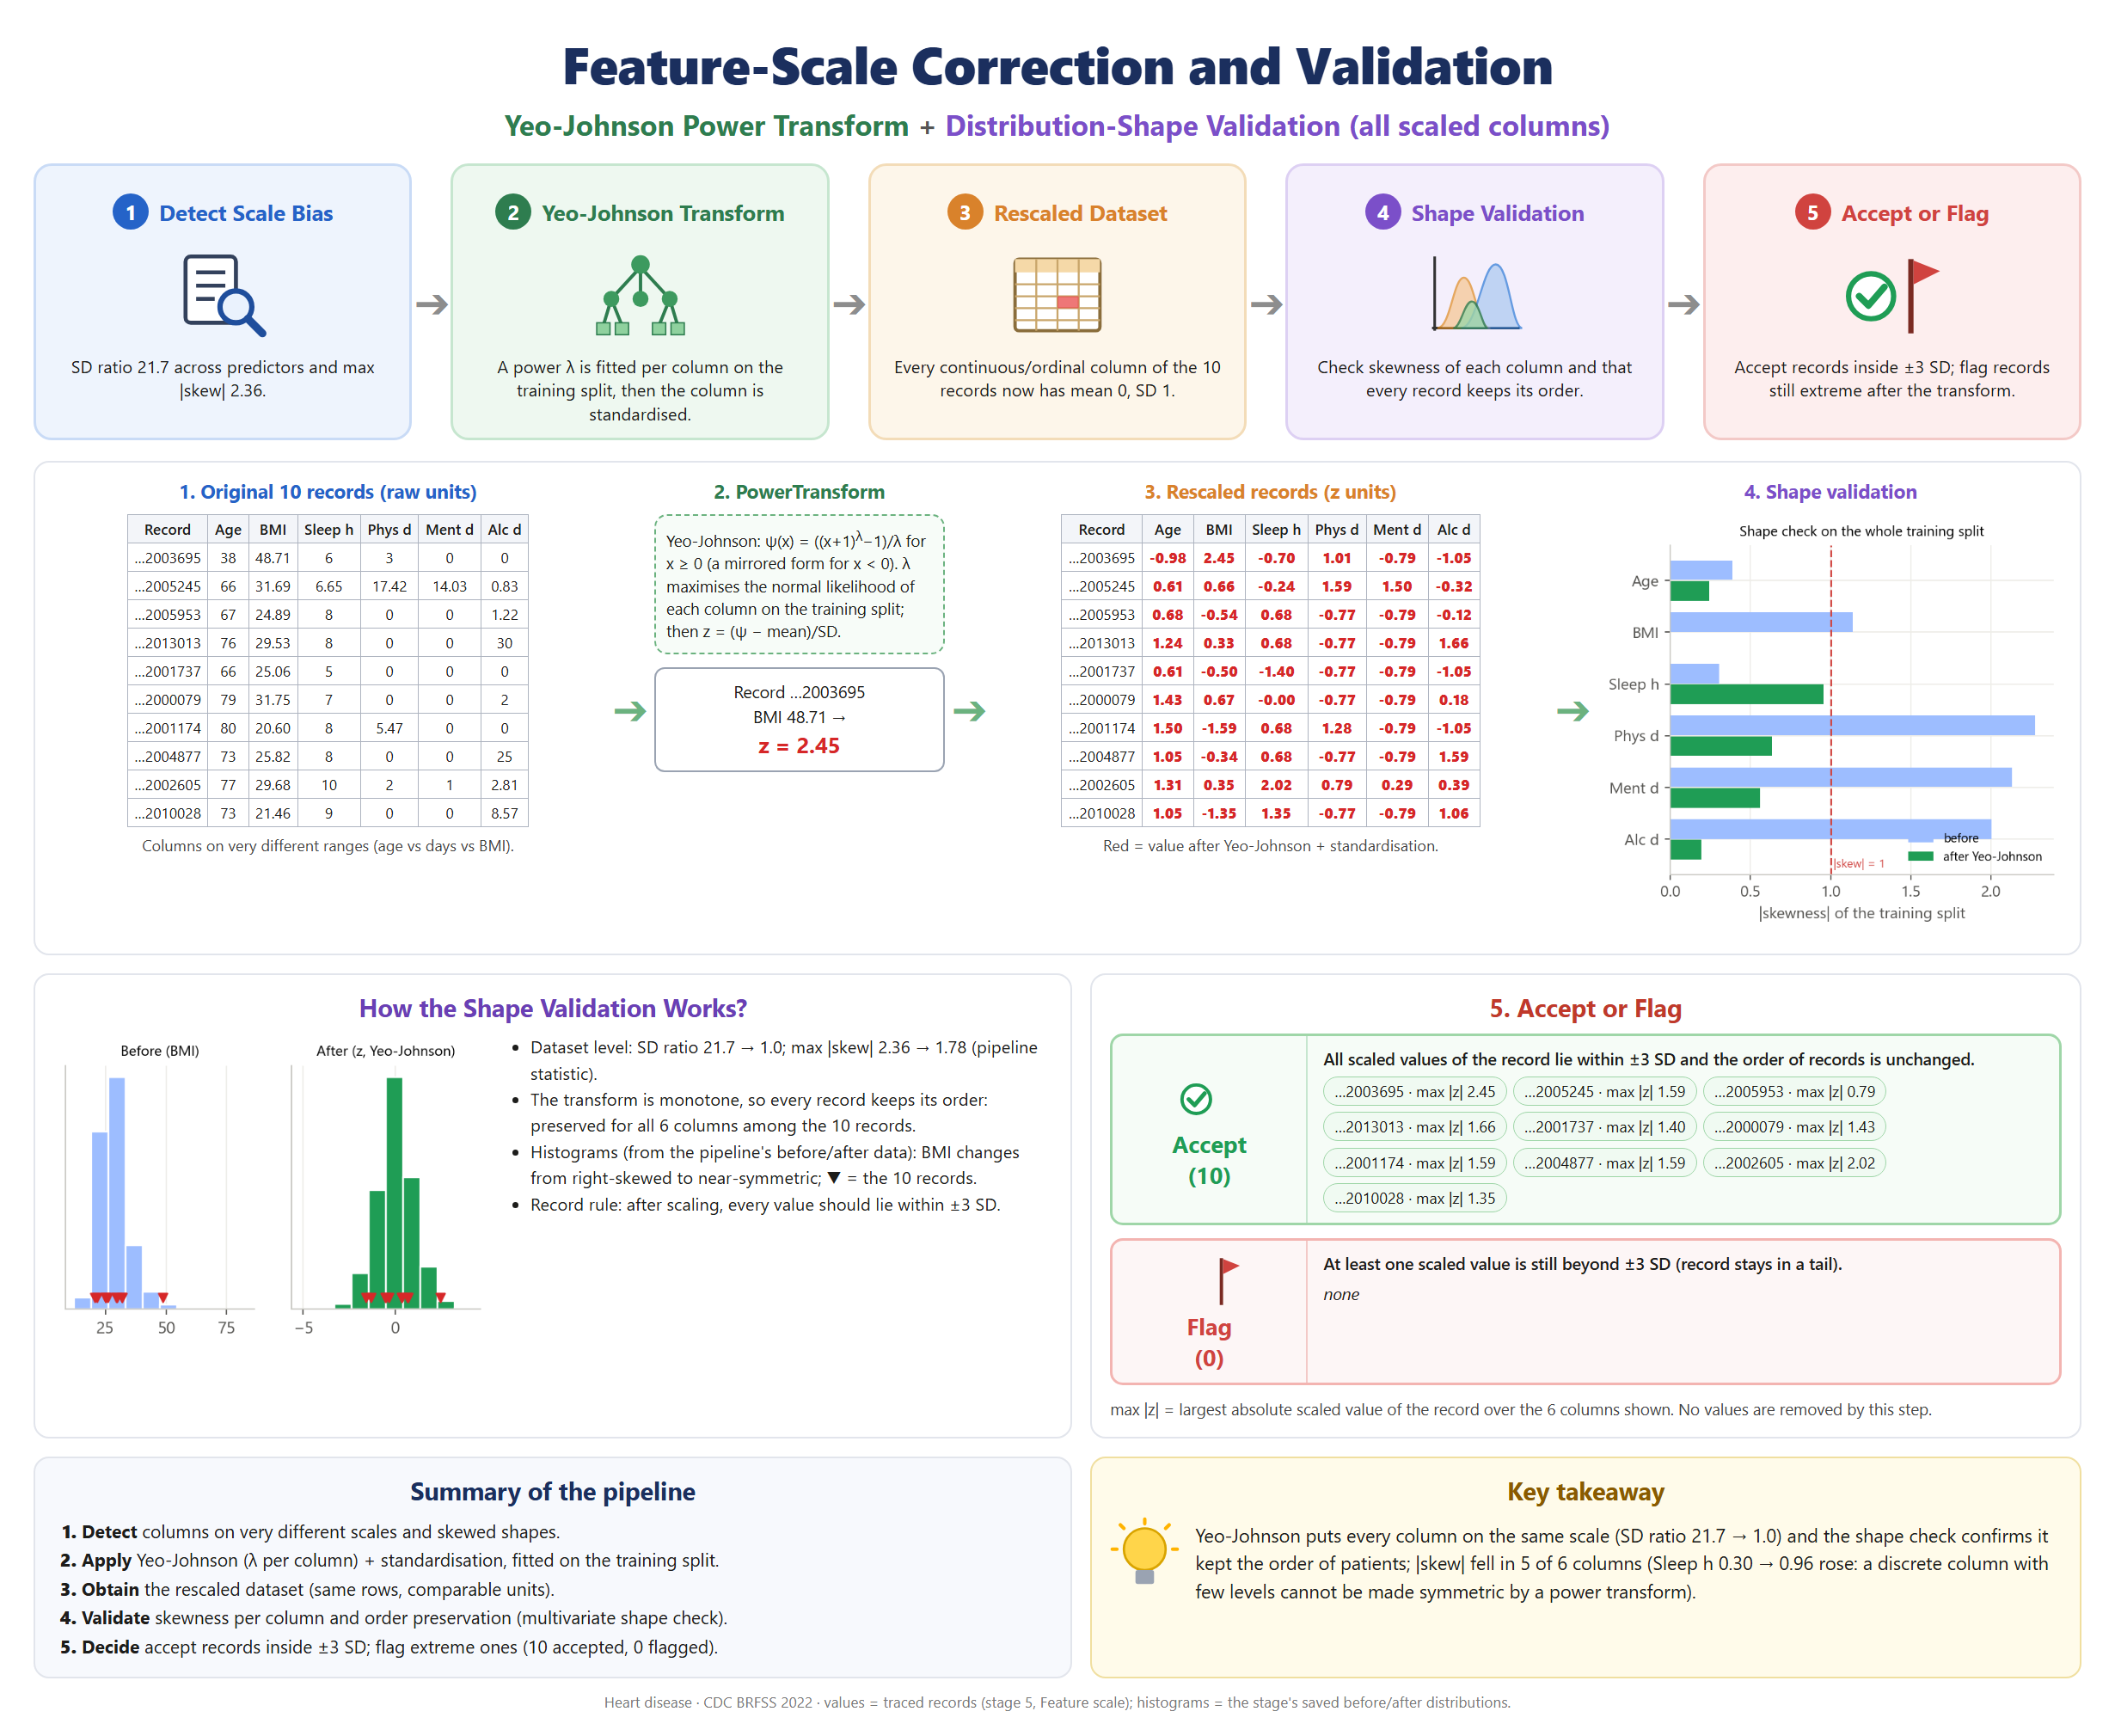 Feature-Scale Correction and Validation
Yeo-Johnson Power Transform + Distribution-Shape Validation (all scaled columns)
1 Detect Scale Bias
SD ratio 21.7 across predictors and max
|skew| 2.36.
2 Yeo-Johnson Transform
A power λ is fitted per column on the
training split, then the column is
standardised.
3 Rescaled Dataset
Every continuous/ordinal column of the 10
records now has mean 0, SD 1.
4 Shape Validation
Check skewness of each column and that
every record keeps its order.
5 Accept or Flag
Accept records inside ±3 SD; flag records
still extreme after the transform.
1. Original 10 records (raw units)
Record Age BMI Sleep h Phys d Ment d Alc d
...2003695 38 48.71 6 3 0 0
...2005245 66 31.69 6.65 17.42 14.03 0.83
...2005953 67 24.89 8 0 0 1.22
...2013013 76 29.53 8 0 0 30
...2001737 66 25.06 5 0 0 0
...2000079 79 31.75 7 0 0 2
...2001174 80 20.60 8 5.47 0 0
...2004877 73 25.82 8 0 0 25
...2002605 77 29.68 10 2 1 2.81
...2010028 73 21.46 9 0 0 8.57
Columns on very different ranges (age vs days vs BMI).
2. PowerTransform
Yeo-Johnson: ψ(x) = ((x+1)^λ−1)/λ for
x ≥ 0 (a mirrored form for x < 0). λ
maximises the normal likelihood of
each column on the training split;
then z = (ψ − mean)/SD.
Record ...2003695
BMI 48.71 →
z = 2.45
3. Rescaled records (z units)
Record Age BMI Sleep h Phys d Ment d Alc d
...2003695 -0.98 2.45 -0.70 1.01 -0.79 -1.05
...2005245 0.61 0.66 -0.24 1.59 1.50 -0.32
...2005953 0.68 -0.54 0.68 -0.77 -0.79 -0.12
...2013013 1.24 0.33 0.68 -0.77 -0.79 1.66
...2001737 0.61 -0.50 -1.40 -0.77 -0.79 -1.05
...2000079 1.43 0.67 -0.00 -0.77 -0.79 0.18
...2001174 1.50 -1.59 0.68 1.28 -0.79 -1.05
...2004877 1.05 -0.34 0.68 -0.77 -0.79 1.59
...2002605 1.31 0.35 2.02 0.79 0.29 0.39
...2010028 1.05 -1.35 1.35 -0.77 -0.79 1.06
Red = value after Yeo-Johnson + standardisation.
4. Shape validation
Shape check on the whole training split
Age
BMI
Sleep h
Phys d
Ment d
Alc d
before
after Yeo-Johnson
|skew| = 1
0.0 0.5 1.0 1.5 2.0
|skewness| of the training split
How the Shape Validation Works?
Before (BMI)
25 50 75
After (z, Yeo-Johnson)
−5 0
• Dataset level: SD ratio 21.7 → 1.0; max |skew| 2.36 → 1.78 (pipeline
statistic).
• The transform is monotone, so every record keeps its order:
preserved for all 6 columns among the 10 records.
• Histograms (from the pipeline's before/after data): BMI changes
from right-skewed to near-symmetric; ▼ = the 10 records.
• Record rule: after scaling, every value should lie within ±3 SD.
5. Accept or Flag
Accept
(10)
All scaled values of the record lie within ±3 SD and the order of records is unchanged.
...2003695 · max |z| 2.45 ...2005245 · max |z| 1.59 ...2005953 · max |z| 0.79
...2013013 · max |z| 1.66 ...2001737 · max |z| 1.40 ...2000079 · max |z| 1.43
...2001174 · max |z| 1.59 ...2004877 · max |z| 1.59 ...2002605 · max |z| 2.02
...2010028 · max |z| 1.35
Flag
(0)
At least one scaled value is still beyond ±3 SD (record stays in a tail).
none
max |z| = largest absolute scaled value of the record over the 6 columns shown. No values are removed by this step.
Summary of the pipeline
1. Detect columns on very different scales and skewed shapes.
2. Apply Yeo-Johnson (λ per column) + standardisation, fitted on the training split.
3. Obtain the rescaled dataset (same rows, comparable units).
4. Validate skewness per column and order preservation (multivariate shape check).
5. Decide accept records inside ±3 SD; flag extreme ones (10 accepted, 0 flagged).
Key takeaway
Yeo-Johnson puts every column on the same scale (SD ratio 21.7 → 1.0) and the shape check confirms it
kept the order of patients; |skew| fell in 5 of 6 columns (Sleep h 0.30 → 0.96 rose: a discrete column with
few levels cannot be made symmetric by a power transform).
Heart disease · CDC BRFSS 2022 · values = traced records (stage 5, Feature scale); histograms = the stage's saved before/after distributions.